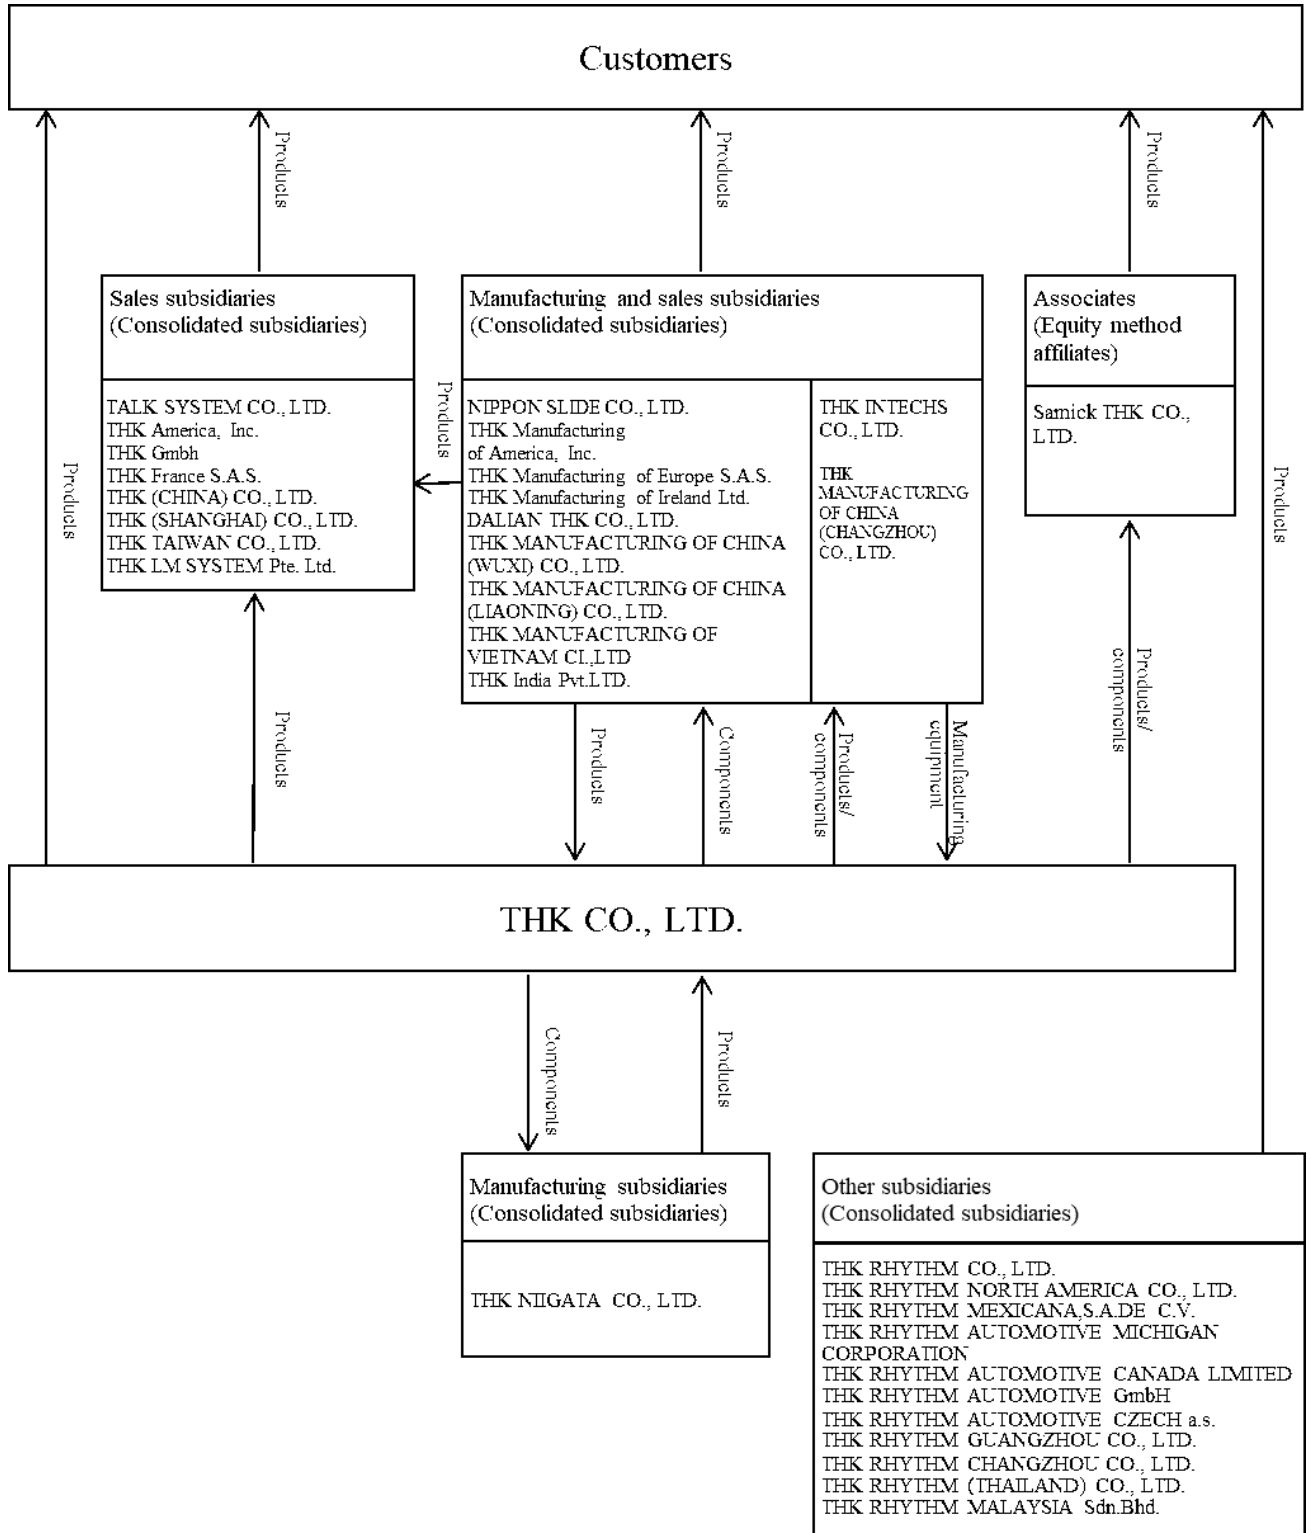 Customers
Products
Products
Products
Sales subsidiaries
(Consolidated subsidiaries)
Manufacturing and sales subsidiaries
(Consolidated subsidiaries)
Associates
(Equity method
affiliates)
TALK SYSTEM CO., LTD.
THK America, Inc.
THK Gmbh
THK France S.A.S.
THK (CHINA) CO., LTD.
THK (SHANGHAI) CO., LTD.
THK TAIWAN CO., LTD.
THK LM SYSTEM Pte. Ltd.
Products
NIPPON SLIDE CO., LTD.
THK Manufacturing
of America, Inc.
THK Manufacturing of Europe S.A.S.
THK Manufacturing of Ireland Ltd.
DALIAN THK CO., LTD.
THK MANUFACTURING OF CHINA
(WUXI) CO., LTD.
THK MANUFACTURING OF CHINA
(LIAONING) CO., LTD.
THK MANUFACTURING OF
VIETNAM CI.,LTD
THK India Pvt.LTD.
THK INTECHS
CO., LTD.
THK
MANUFACTURING
OF CHINA
(CHANGZHOU)
CO., LTD.
Samick THK CO.,
LTD.
Products
Products
Products
Products
Components
Products/
components
Manufacturing
equipment
Products/
components
THK CO., LTD.
Components
Products
Manufacturing subsidiaries
(Consolidated subsidiaries)
THK NIIGATA CO., LTD.
Other subsidiaries
(Consolidated subsidiaries)
THK RHYTHM CO., LTD.
THK RHYTHM NORTH AMERICA CO., LTD.
THK RHYTHM MEXICANA,S.A.DE C.V.
THK RHYTHM AUTOMOTIVE MICHIGAN
CORPORATION
THK RHYTHM AUTOMOTIVE CANADA LIMITED
THK RHYTHM AUTOMOTIVE GmbH
THK RHYTHM AUTOMOTIVE CZECH a.s.
THK RHYTHM GUANGZHOU CO., LTD.
THK RHYTHM CHANGZHOU CO., LTD.
THK RHYTHM (THAILAND) CO., LTD.
THK RHYTHM MALAYSIA Sdn.Bhd.